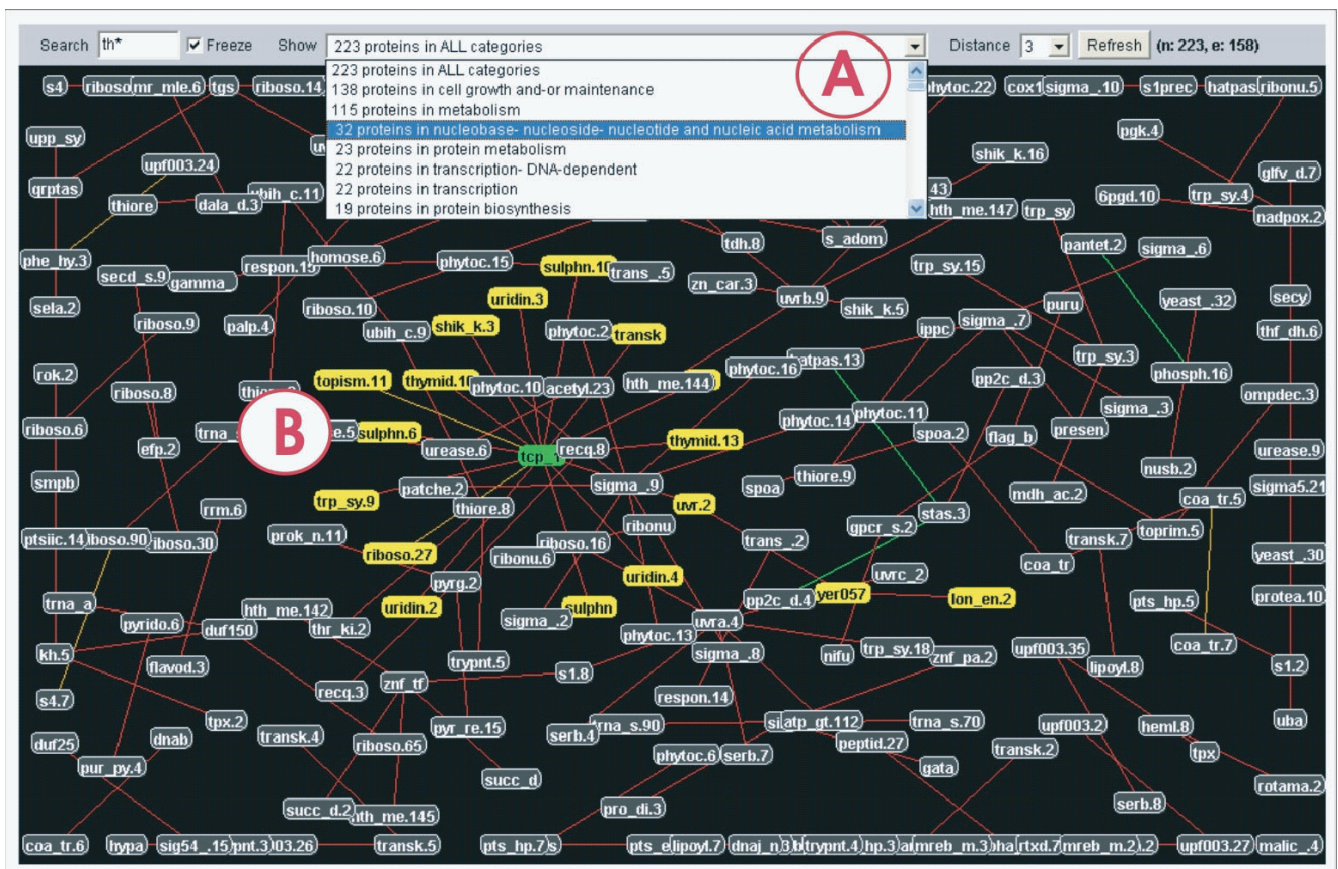 Search th* Freeze Show 223 proteins in ALL categories Distance 3 Refresh (n: 223, e: 158)
223 proteins in ALL categories
138 proteins in cell growth and-or maintenance
115 proteins in metabolism
32 proteins in nucleobase- nucleoside- nucleotide and nucleic acid metabolism
23 proteins in protein metabolism
22 proteins in transcription- DNA-dependent
22 proteins in transcription
19 proteins in protein biosynthesis
A
s4 mr_mle.6 tgs riboso.14 cox1 sigma_.10 s1prec hatpas ribonu.5
upp_sy pgk.4
upf003.24 shik_k.16 glfv_d.7
qrptas ubih_c.11 43
thiore dala_d.3 hth_me.147 trp_sy 6pgd.10 trp_sy.4 nadpox.2
tdh.8 s_adom pantet.2 sigma_.6
phe_hy.3 homose.6 phytoc.15 sulphn.10 trans_.5 trp_sy.15
secd_s.9 gamma_ respon.15 zn_car.3 uvrb.9
sela.2 riboso.10 uridin.3 shik_k.5 puru yeast_.32 secy
riboso.9 palp.4 ubih_c.9 shik_k.3 phytoc.2 transk ippc sigma_.7 thf_dh.6
hatpas.13 trp_sy.3
rok.2 topism.11 phytoc.10 acetyl.23 hth_me.144 phytoc.16 pp2c_d.3 phosph.16
riboso.8 ompdec.3
riboso.6 phytoc.14 phytoc.11 sigma_.3
B
efp.2 sulphn.6 urease.6 recq.8 thymid.13 spoa.2 flag_b presen urease.9
smpb patche.2 sigma_.9 spoa thiore.9 nusb.2
trp_sy.9 thiore.8 uvr.2 mdh_ac.2 coa_tr.5 sigma5.21
rrm.6 ribonu stas.3
ptsiic.14 riboso.30 prok_n.11 riboso.27 riboso.16 trans_.2 gpcr_s.2 transk.7 toprim.5
ribonu.6 yeast_.30
pyrg.2 uridin.4 uvrc_2 coa_tr
trna_a hth_me.142 uridin.2 sulphn pp2c_d.4 yer057 lon_en.2 pts_hp.5 protea.10
pyrido.6 duf150 thr_ki.2 sigma_.2 phytoc.13 uvra.4
kh.5 flavod.3 trypnt.5 sigma_.8 nifu trp_sy.18 znf_pa.2 upf003.35 lipoyl.8 coa_tr.7 s1.2
s4.7 recq.3 znf_tf s1.8 respon.14
tpx.2 pyr_re.15 serb.4 trna_s.90 atp_gt.112 trna_s.70 upf003.2 heml.8 uba
duf25 dnab transk.4 riboso.65 phytoc.6 serb.7 peptid.27 transk.2 tpx
pur_py.4 succ_d gata rotama.2
succ_d.2 hth_me.145 pro_di.3 serb.8
coa_tr.6 hypa sig54_.15 transk.5 pts_hp.7 lipoyl.7 trypnt.4 mreb_m.3 rtxd.7 mreb_m.2 upf003.27 malic_.4